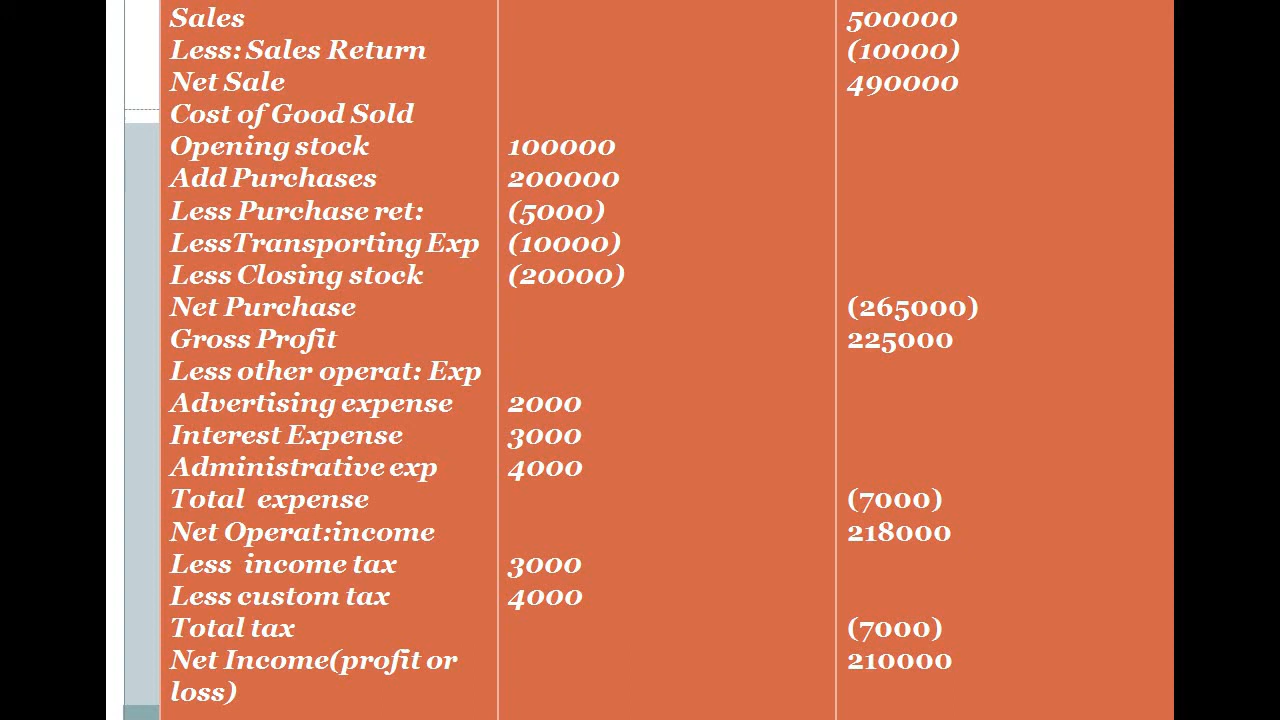 Sales 500000
Less: Sales Return (10000)
Net Sale 490000
Cost of Good Sold
Opening stock 100000
Add Purchases 200000
Less Purchase ret: (5000)
LessTransporting Exp (10000)
Less Closing stock (20000)
Net Purchase (265000)
Gross Profit 225000
Less other operat: Exp
Advertising expense 2000
Interest Expense 3000
Administrative exp 4000
Total expense (7000)
Net Operat:income 218000
Less income tax 3000
Less custom tax 4000
Total tax (7000)
Net Income(profit or 210000
loss)